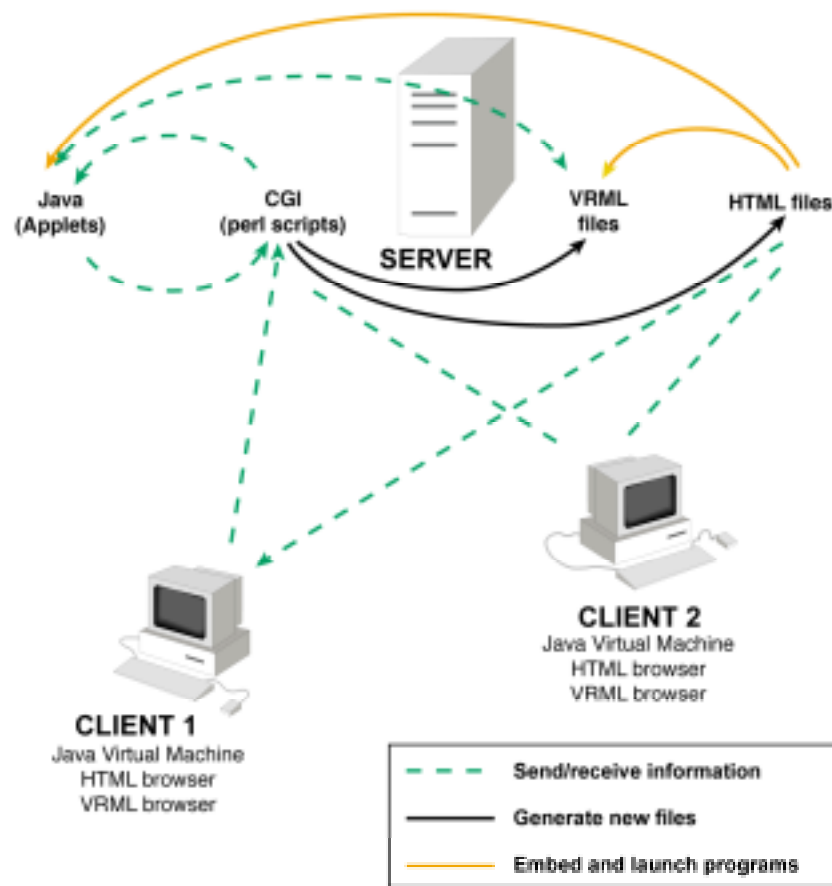 Java
(Applets)
CGI
(perl scripts)
SERVER
VRML
files
HTML files
CLIENT 2
Java Virtual Machine
HTML browser
VRML browser
CLIENT 1
Java Virtual Machine
HTML browser
VRML browser
Send/receive information
Generate new files
Embed and launch programs